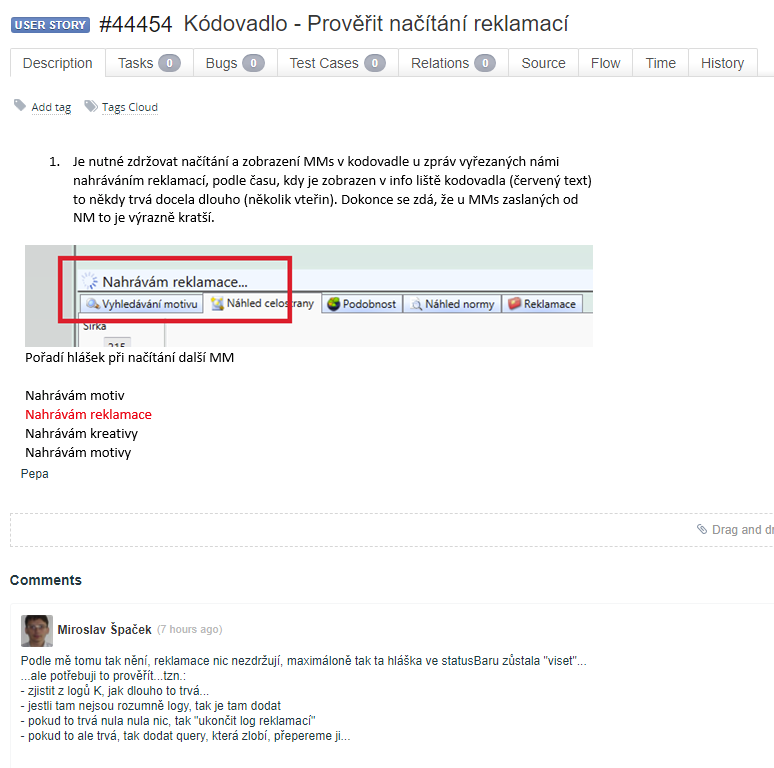 USER STORY #44454 Kódovadlo - Prověřit načítání reklamací
Description Tasks 0 Bugs 0 Test Cases 0 Relations 0 Source Flow Time History
Add tag Tags Cloud
1. Je nutné zdržovat načítání a zobrazení MMs v kodovadle u zpráv vyřezaných námi
nahráváním reklamací, podle času, kdy je zobrazen v info liště kodovadla (červený text)
to někdy trvá docela dlouho (několik vteřin). Dokonce se zdá, že u MMs zaslaných od
NM to je výrazně kratší.
Nahrávám reklamace...
Vyhledávání motivu Náhled celostrany Podobnost Náhled normy Reklamace
Šířka
215
Pořadí hlášek při načítání další MM
Nahrávám motiv
Nahrávám reklamace
Nahrávám kreativy
Nahrávám motivy
Pepa
Drag and dr
Comments
Miroslav Špaček (7 hours ago)
Podle mě tomu tak nění, reklamace nic nezdržují, maximáloně tak ta hláška ve statusBaru zůstala "viset"...
...ale potřebuji to prověřít...tzn.:
- zjistit z logů K, jak dlouho to trvá...
- jestli tam nejsou rozumně logy, tak je tam dodat
- pokud to trvá nula nula nic, tak "ukončit log reklamací"
- pokud to ale trvá, tak dodat query, která zlobí, přepereme ji...